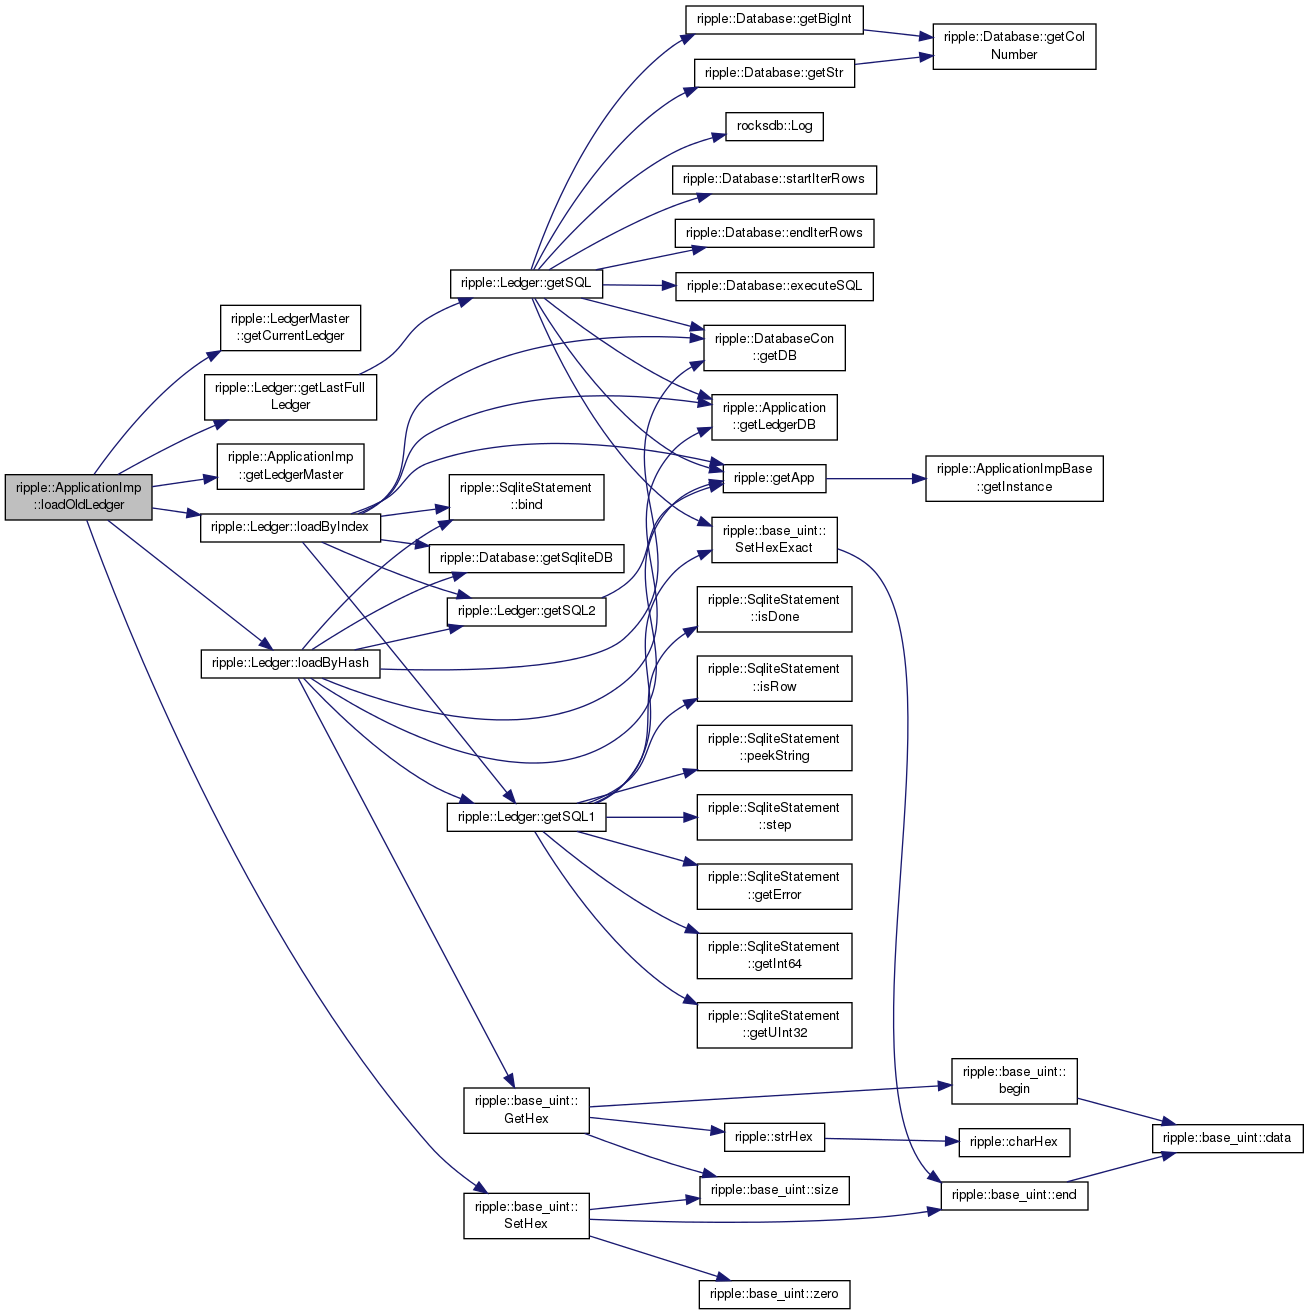 ripple::ApplicationImp
::loadOldLedger
ripple::LedgerMaster
::getCurrentLedger
ripple::Ledger::getLastFull
Ledger
ripple::ApplicationImp
::getLedgerMaster
ripple::Ledger::loadByIndex
ripple::Ledger::loadByHash
ripple::Ledger::getSQL
ripple::SqliteStatement
::bind
ripple::Database::getSqliteDB
ripple::Ledger::getSQL2
ripple::Ledger::getSQL1
ripple::base_uint::
GetHex
ripple::base_uint::
SetHex
ripple::Database::getBigInt
ripple::Database::getStr
rocksdb::Log
ripple::Database::startIterRows
ripple::Database::endIterRows
ripple::Database::executeSQL
ripple::DatabaseCon
::getDB
ripple::Application
::getLedgerDB
ripple::getApp
ripple::base_uint::
SetHexExact
ripple::SqliteStatement
::isDone
ripple::SqliteStatement
::isRow
ripple::SqliteStatement
::peekString
ripple::SqliteStatement
::step
ripple::SqliteStatement
::getError
ripple::SqliteStatement
::getInt64
ripple::SqliteStatement
::getUInt32
ripple::strHex
ripple::base_uint::size
ripple::base_uint::zero
ripple::Database::getCol
Number
ripple::ApplicationImpBase
::getInstance
ripple::base_uint::
begin
ripple::charHex
ripple::base_uint::end
ripple::base_uint::data